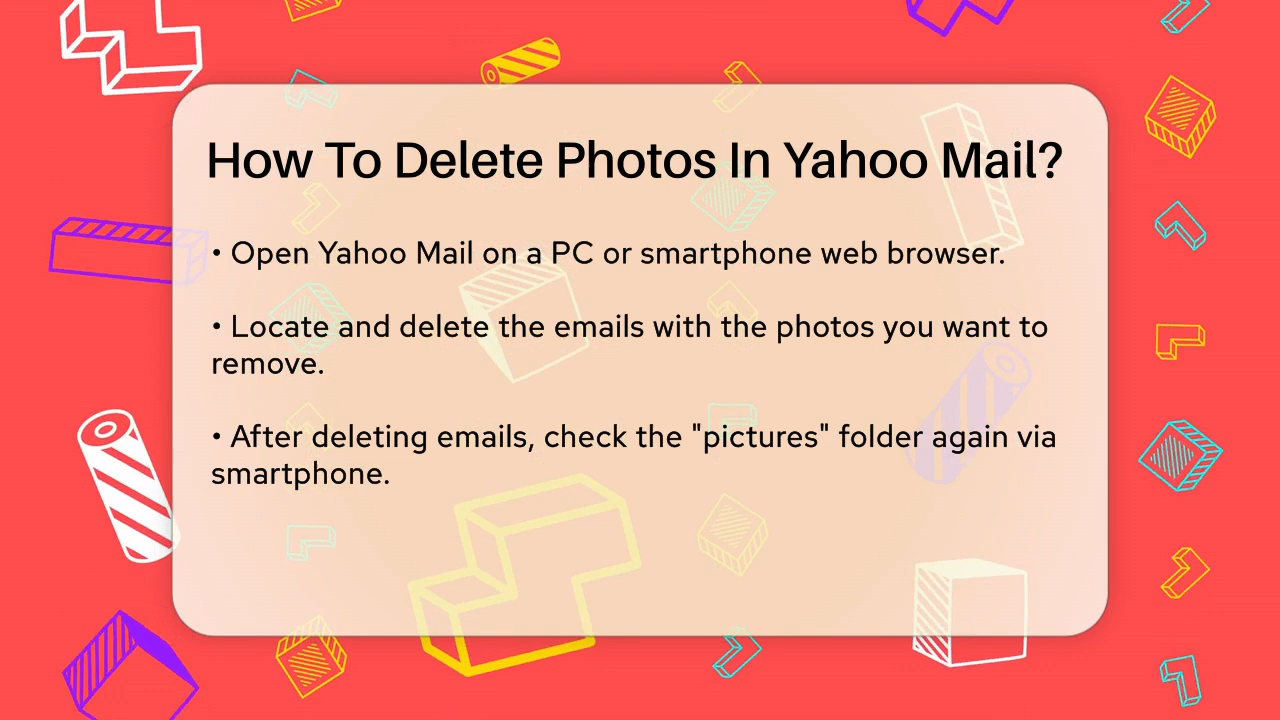 How To Delete Photos In Yahoo Mail?
• Open Yahoo Mail on a PC or smartphone web browser.
• Locate and delete the emails with the photos you want to
remove.
• After deleting emails, check the "pictures" folder again via
smartphone.